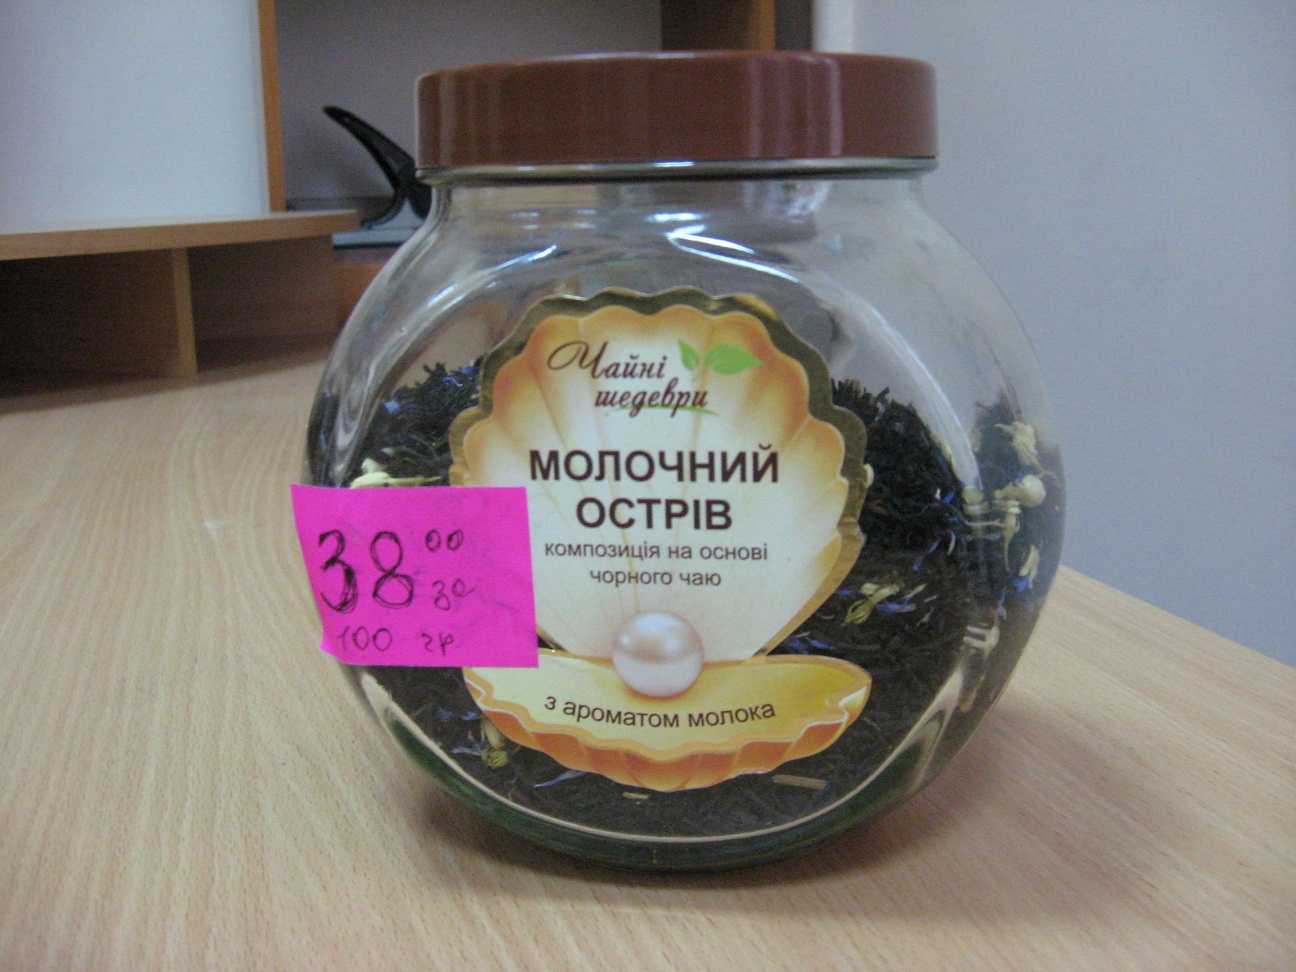 Чайні
шедеври
МОЛОЧНИЙ
ОСТРІВ
композиція на основі
чорного чаю
з ароматом молока
38 00
за
100 гр